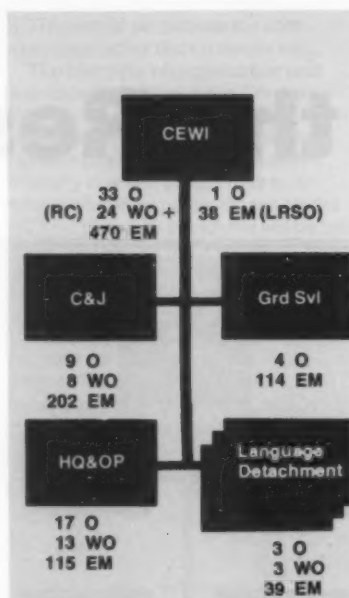 CEWI
33 O 1 O
(RC) 24 WO + 38 EM (LRSO)
470 EM
C&J
9 O
8 WO
202 EM
Grd Svl
4 O
114 EM
HQ&OP
17 O
13 WO
115 EM
Language
Detachment
3 O
3 WO
39 EM